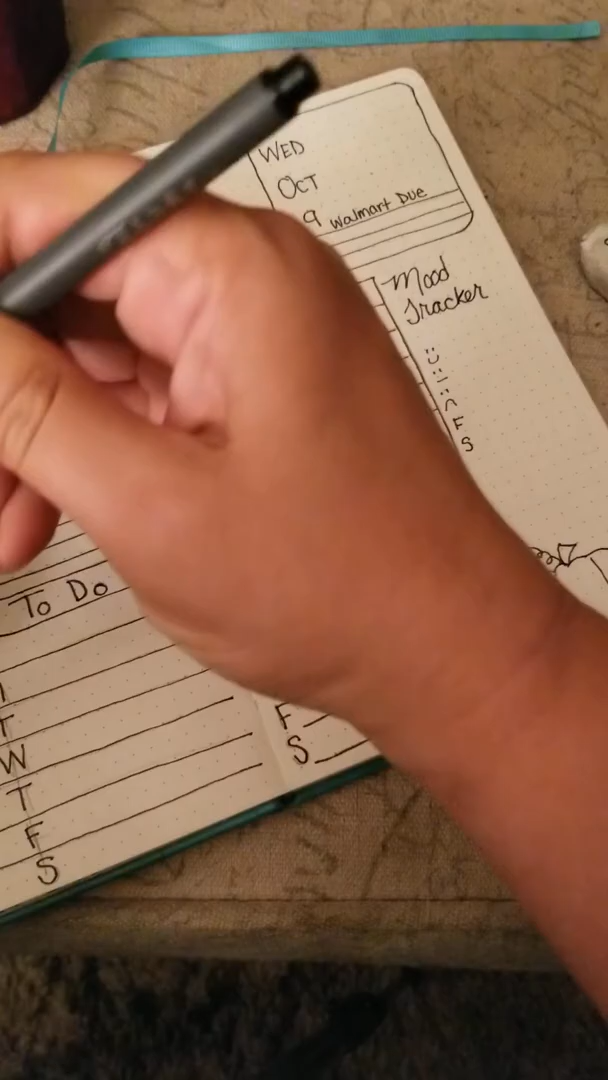 WED
OCT
9 Walmart Due
Mood
Tracker
:)
:|
:(
F
S
To Do
T
W
T
F
S
F
S